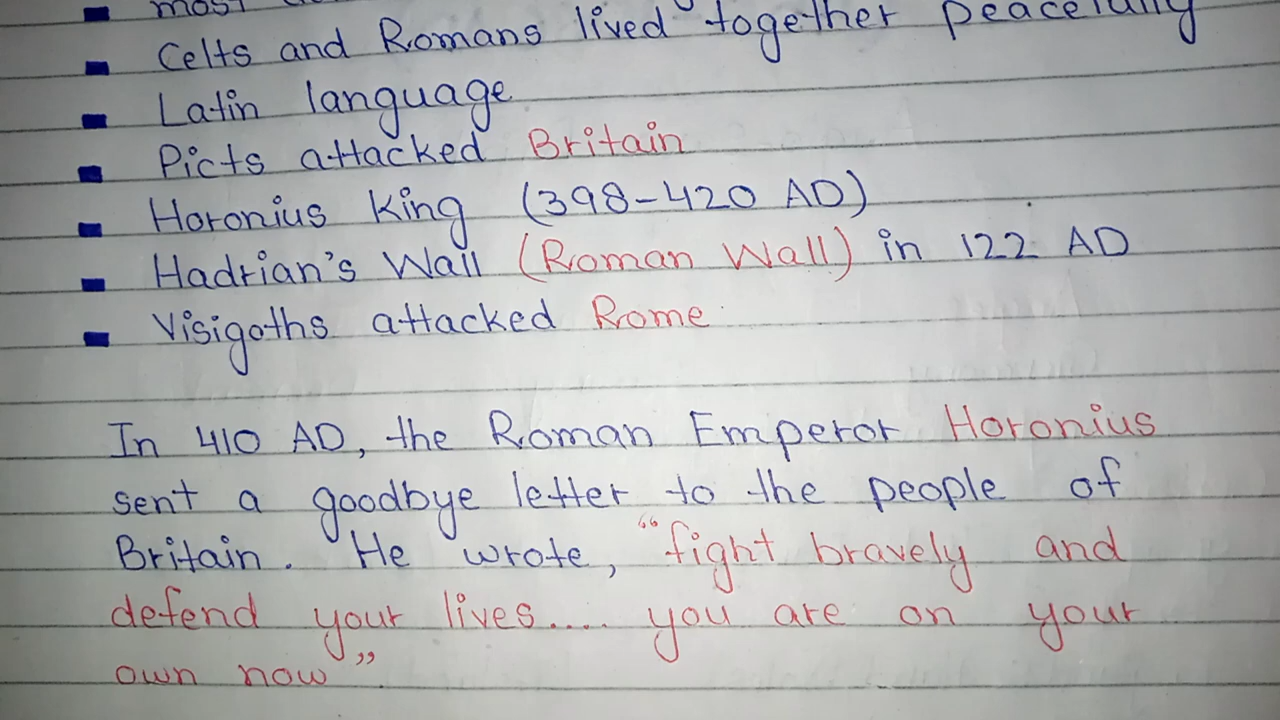 most
Celts and Romans lived together peacefully
Latin language
Picts attacked Britain
Horonius King (398-420 AD)
Hadrian's Wall (Roman Wall) in 122 AD
Visigoths attacked Rome
In 410 AD, the Roman Emperor Horonius
sent a goodbye letter to the people of
Britain. He wrote, "fight bravely and
defend your lives.... you are on your
own now"